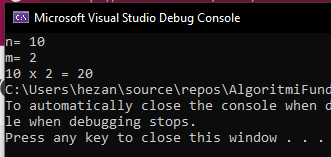 Microsoft Visual Studio Debug Console
n= 10
m= 2
10 x 2 = 20
C:\Users\hezan\source\repos\AlgoritmiFund
To automatically close the console when d
le when debugging stops.
Press any key to close this window . . .